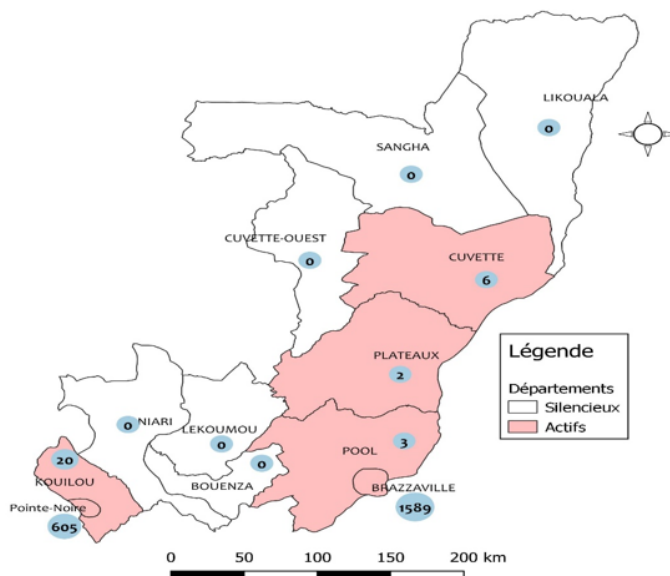 LIKOUALA
0
SANGHA
0
CUVETTE-OUEST
0
CUVETTE
6
PLATEAUX
2
Légende
Départements
Silencieux
Actifs
NIARI
0
LEKOUMOU
0
BOUENZA
0
POOL
3
BRAZZAVILLE
1589
20
KOUILOU
Pointe-Noire
605
0 50 100 150 200 km